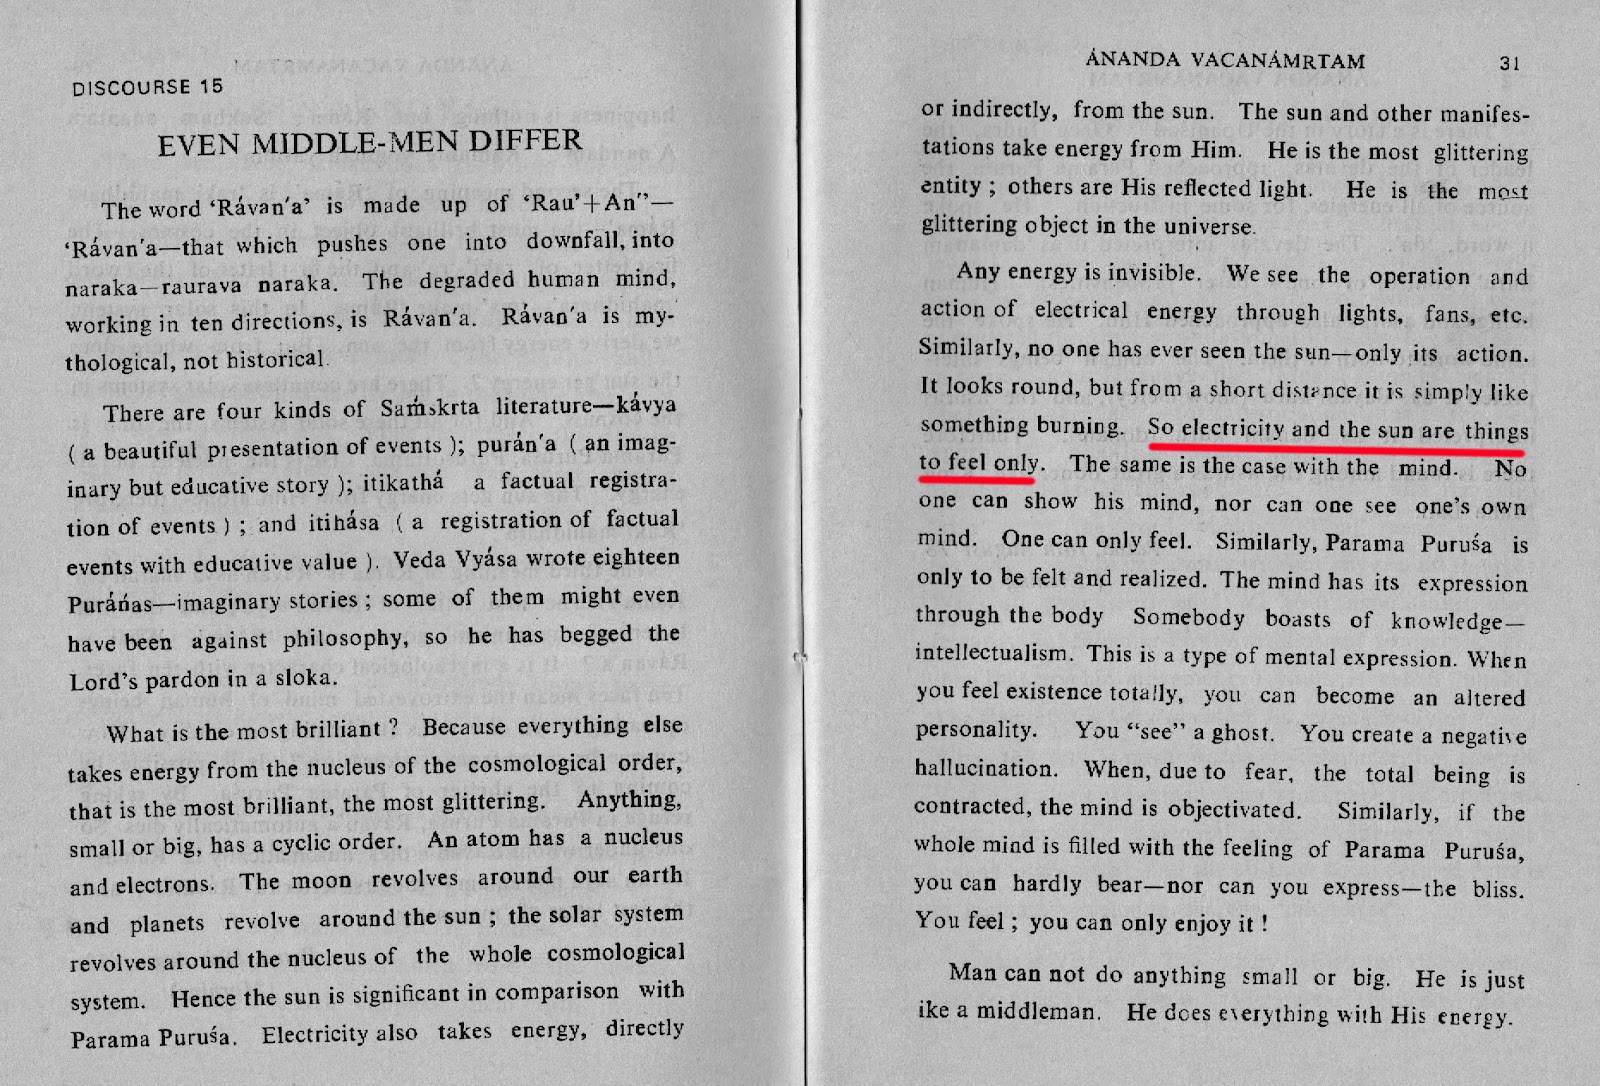 DISCOURSE 15
EVEN MIDDLE-MEN DIFFER
The word ‘Rávan'a’ is made up of ‘Rau’+An”—
‘Rávan'a—that which pushes one into downfall, into
naraka—raurava naraka. The degraded human mind,
working in ten directions, is Rávan'a. Rávan'a is my-
thological, not historical.
There are four kinds of Saḿskrta literature—kávya
( a beautiful presentation of events ); purán'a ( an imag-
inary but educative story ); itikathá a factual registra-
tion of events ) ; and itihása ( a registration of factual
events with educative value ). Veda Vyása wrote eighteen
Puráńas—imaginary stories ; some of them might even
have been against philosophy, so he has begged the
Lord's pardon in a sloka.
What is the most brilliant ? Because everything else
takes energy from the nucleus of the cosmological order,
that is the most brilliant, the most glittering. Anything,
small or big, has a cyclic order. An atom has a nucleus
and electrons. The moon revolves around our earth
and planets revolve around the sun ; the solar system
revolves around the nucleus of the whole cosmological
system. Hence the sun is significant in comparison with
Parama Puruśa. Electricity also takes energy, directly
ÁNANDA VACANÁMRTAM 31
or indirectly, from the sun. The sun and other manifes-
tations take energy from Him. He is the most glittering
entity ; others are His reflected light. He is the most
glittering object in the universe.
Any energy is invisible. We see the operation and
action of electrical energy through lights, fans, etc.
Similarly, no one has ever seen the sun—only its action.
It looks round, but from a short distance it is simply like
something burning. So electricity and the sun are things
to feel only. The same is the case with the mind. No
one can show his mind, nor can one see one's own
mind. One can only feel. Similarly, Parama Puruśa is
only to be felt and realized. The mind has its expression
through the body Somebody boasts of knowledge—
intellectualism. This is a type of mental expression. When
you feel existence totally, you can become an altered
personality. You “see” a ghost. You create a negative
hallucination. When, due to fear, the total being is
contracted, the mind is objectivated. Similarly, if the
whole mind is filled with the feeling of Parama Puruśa,
you can hardly bear—nor can you express—the bliss.
You feel ; you can only enjoy it !
Man can not do anything small or big. He is just
ike a middleman. He does everything with His energy.